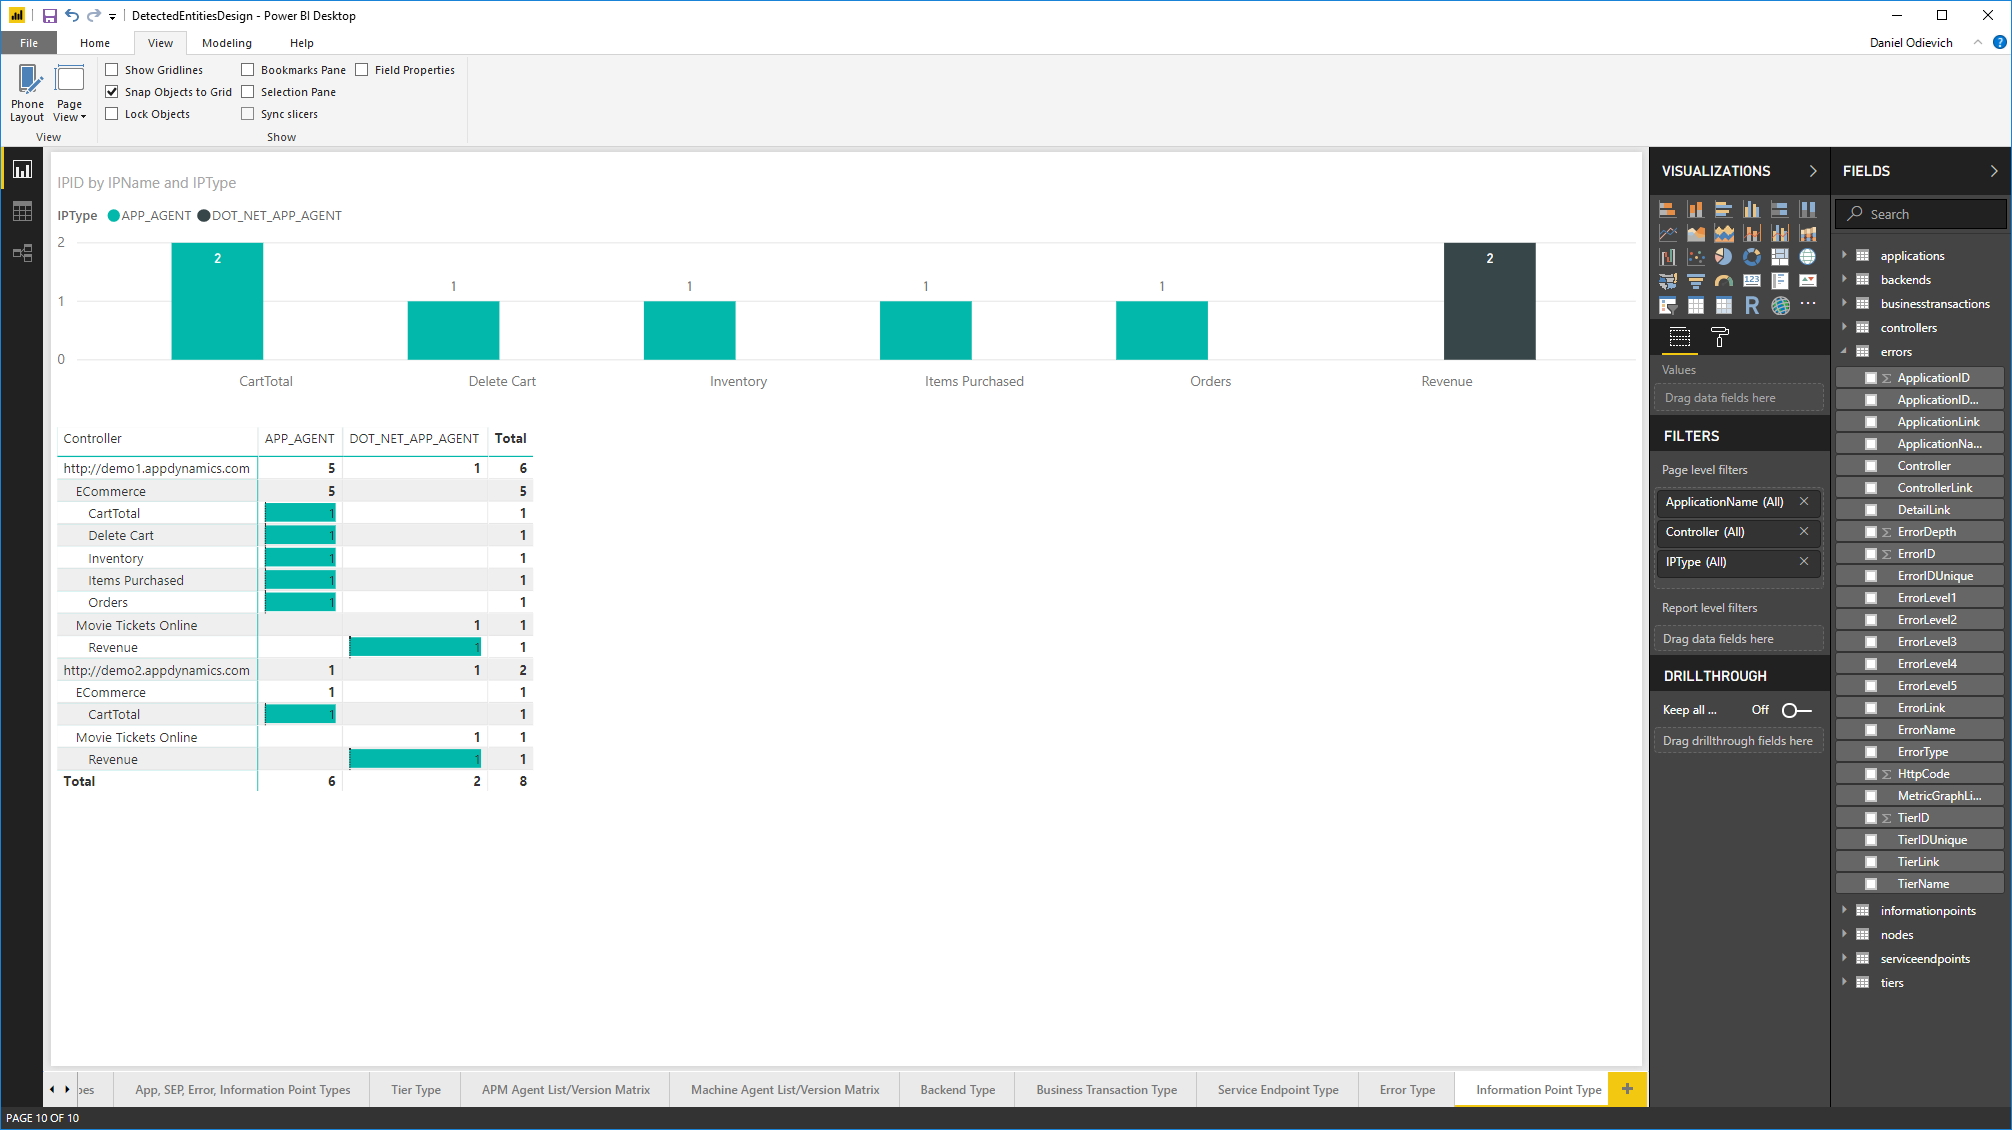 DetectedEntitiesDesign - Power BI Desktop
File Home View Modeling Help
Daniel Odievich
?
Phone Layout
Page View
View
Show Gridlines
Snap Objects to Grid
Lock Objects
Bookmarks Pane
Selection Pane
Sync slicers
Field Properties
Show
IPID by IPName and IPType
IPType APP_AGENT DOT_NET_APP_AGENT
2
1
0
2 1 1 1 1 2
CartTotal Delete Cart Inventory Items Purchased Orders Revenue
Controller APP_AGENT DOT_NET_APP_AGENT Total
http://demo1.appdynamics.com 5 1 6
ECommerce 5 5
CartTotal 1 1
Delete Cart 1 1
Inventory 1 1
Items Purchased 1 1
Orders 1 1
Movie Tickets Online 1 1
Revenue 1 1
http://demo2.appdynamics.com 1 1 2
ECommerce 1 1
CartTotal 1 1
Movie Tickets Online 1 1
Revenue 1 1
Total 6 2 8
VISUALIZATIONS
123
R
...
Values
Drag data fields here
FILTERS
Page level filters
ApplicationName (All)
Controller (All)
IPType (All)
Report level filters
Drag data fields here
DRILLTHROUGH
Keep all ... Off
Drag drillthrough fields here
FIELDS
Search
applications
backends
businesstransactions
controllers
errors
Σ ApplicationID
ApplicationID...
ApplicationLink
ApplicationNa...
Controller
ControllerLink
DetailLink
Σ ErrorDepth
Σ ErrorID
ErrorIDUnique
ErrorLevel1
ErrorLevel2
ErrorLevel3
ErrorLevel4
ErrorLevel5
ErrorLink
ErrorName
ErrorType
Σ HttpCode
MetricGraphLi...
Σ TierID
TierIDUnique
TierLink
TierName
informationpoints
nodes
serviceendpoints
tiers
pes App, SEP, Error, Information Point Types Tier Type APM Agent List/Version Matrix Machine Agent List/Version Matrix Backend Type Business Transaction Type Service Endpoint Type Error Type Information Point Type +
PAGE 10 OF 10